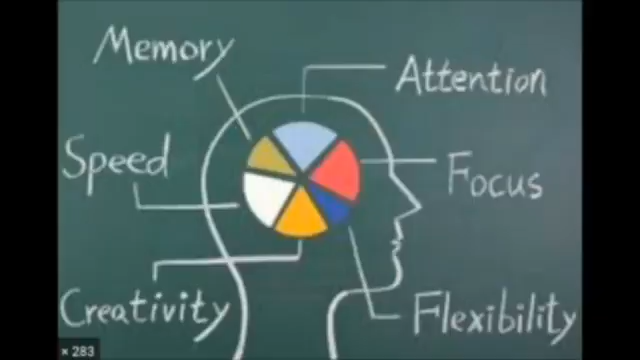 Memory
Attention
Speed
Focus
Creativity
Flexibility
× 283